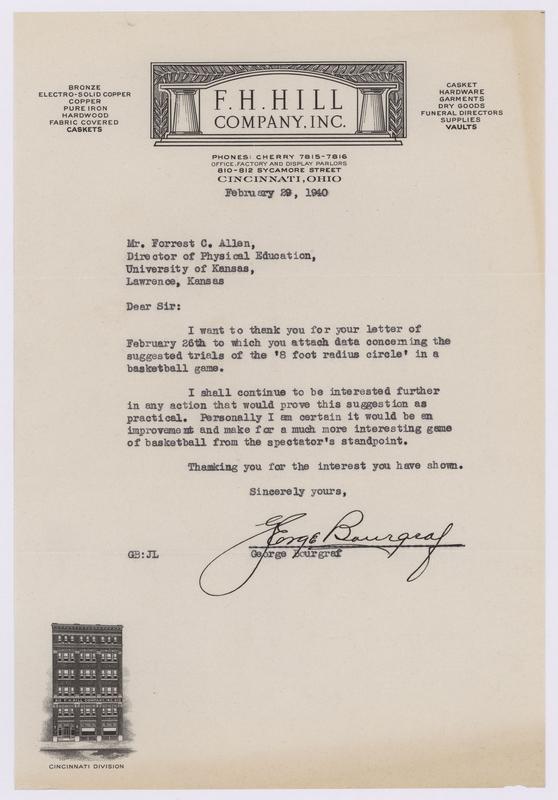 BRONZE
ELECTRO-SOLID COPPER
COPPER
PURE IRON
HARDWOOD
FABRIC COVERED
CASKETS
F. H. HILL
COMPANY, INC.
CASKET
HARDWARE
GARMENTS
DRY GOODS
FUNERAL DIRECTORS
SUPPLIES
VAULTS
PHONES: CHERRY 7815-7816
OFFICE, FACTORY AND DISPLAY PARLORS
810-812 SYCAMORE STREET
CINCINNATI, OHIO
February 29, 1940
Mr. Forrest C. Allen,
Director of Physical Education,
University of Kansas,
Lawrence, Kansas
Dear Sir:
I want to thank you for your letter of
February 26th to which you attach data concerning the
suggested trials of the '8 foot radius circle' in a
basketball game.
I shall continue to be interested further
in any action that would prove this suggestion as
practical. Personally I am certain it would be an
improvement and make for a much more interesting game
of basketball from the spectator's standpoint.
Thanking you for the interest you have shown.
Sincerely yours,
George Bourgraf
GB:JL George Bourgraf
F.H. HILL COMPANY, INC.
CINCINNATI DIVISION